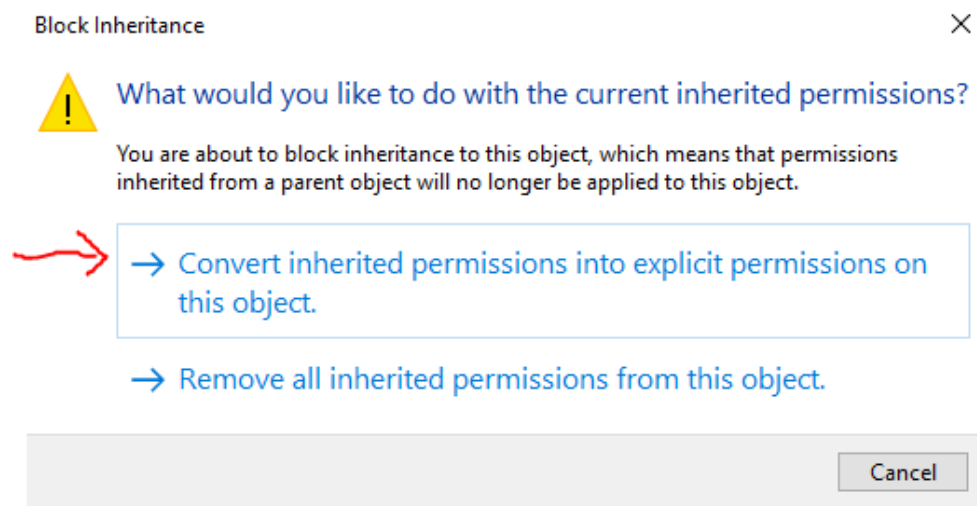 Block Inheritance
What would you like to do with the current inherited permissions?
You are about to block inheritance to this object, which means that permissions
inherited from a parent object will no longer be applied to this object.
Convert inherited permissions into explicit permissions on
this object.
Remove all inherited permissions from this object.
Cancel